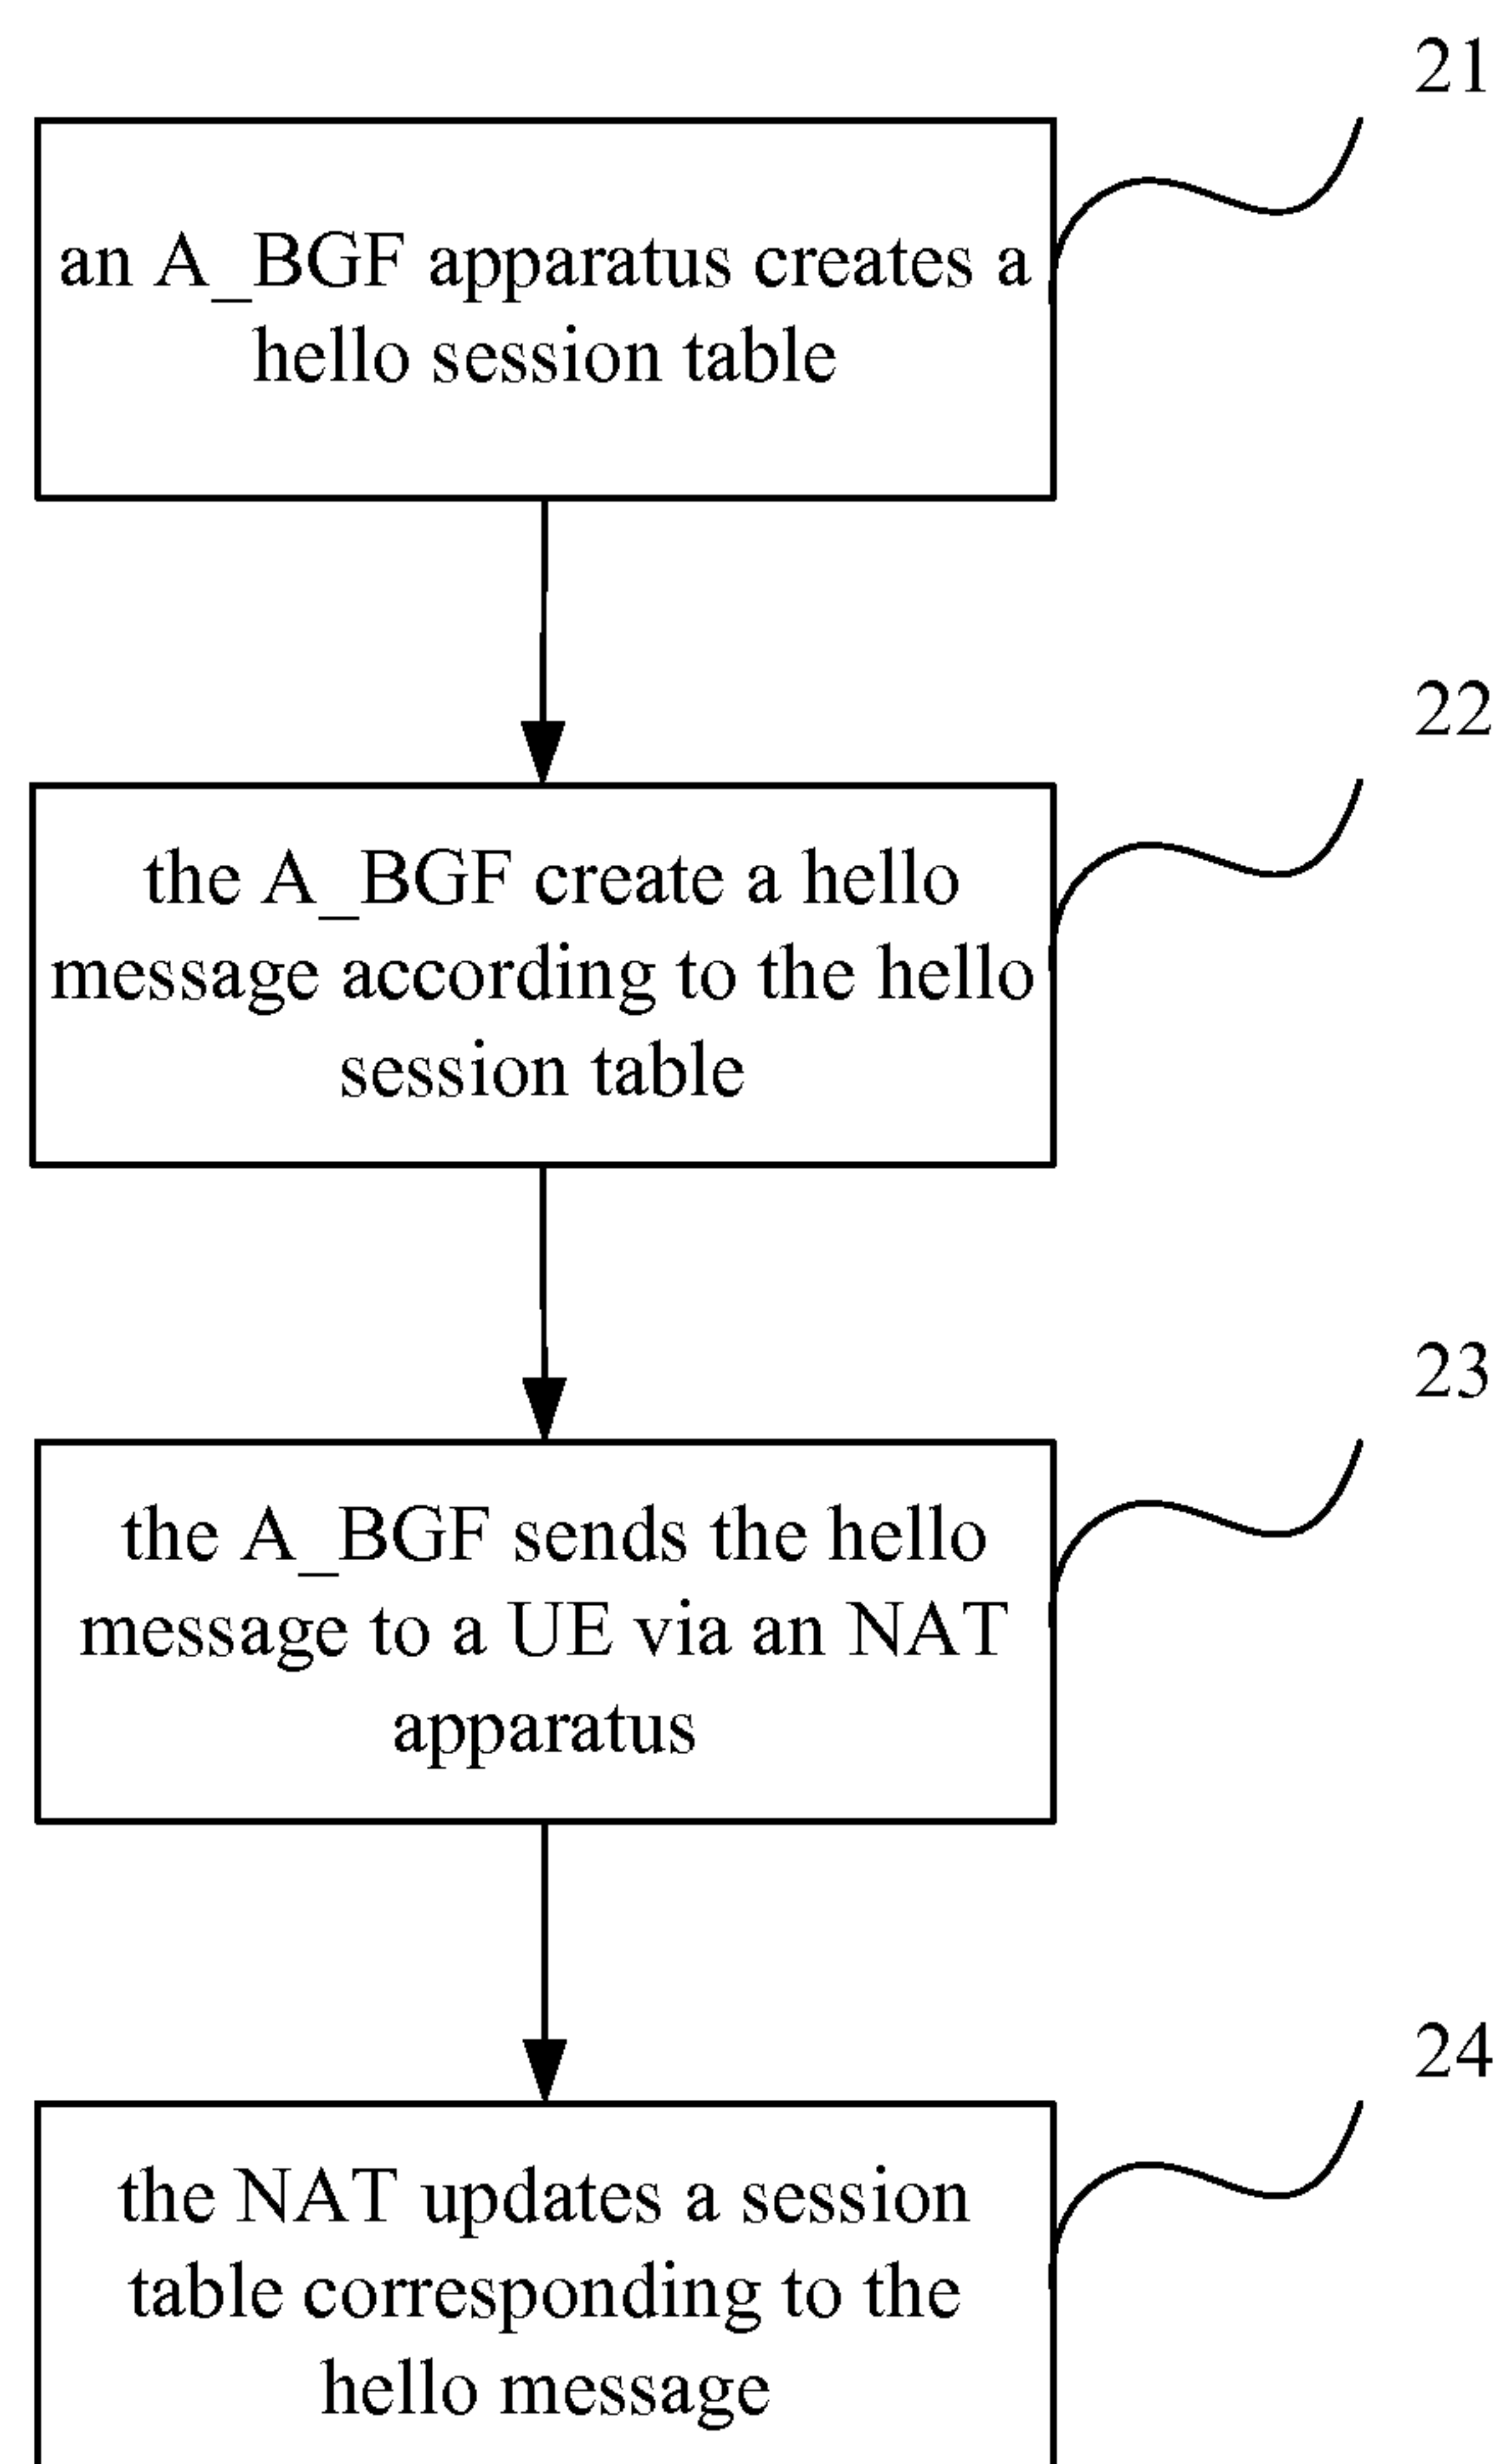 21
an A_BGF apparatus creates a
hello session table
22
the A_BGF create a hello
message according to the hello
session table
23
the A_BGF sends the hello
message to a UE via an NAT
apparatus
24
the NAT updates a session
table corresponding to the
hello message